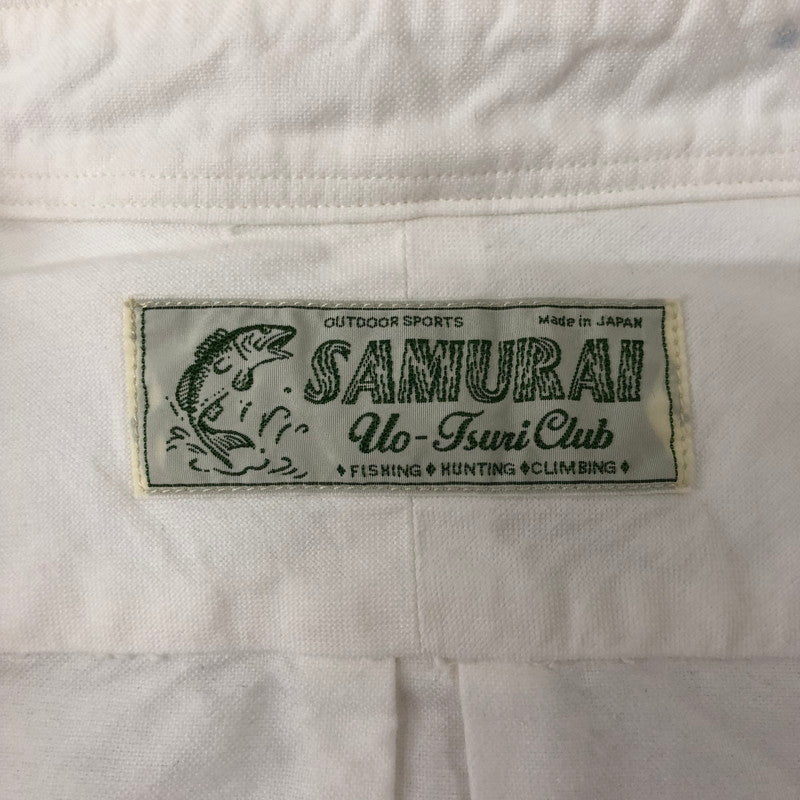 OUTDOOR SPORTS Made in JAPAN
SAMURAI
Uo-Tsuri Club
♦ FISHING ♦ HUNTING ♦ CLIMBING ♦